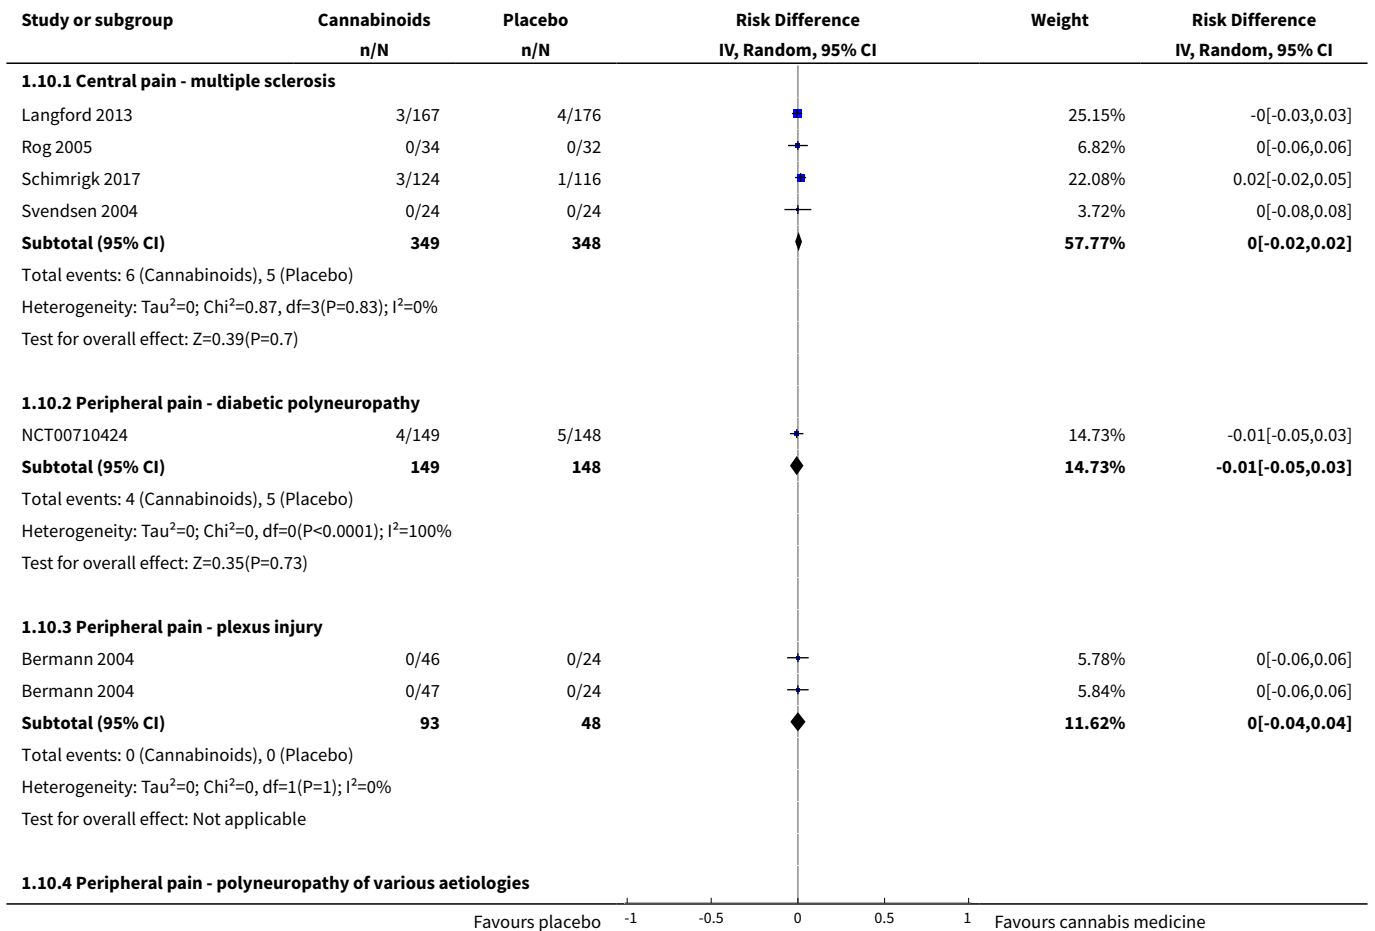 Study or subgroup Cannabinoids Placebo Risk Difference Weight Risk Difference
n/N n/N IV, Random, 95% CI IV, Random, 95% CI
1.10.1 Central pain - multiple sclerosis
Langford 2013 3/167 4/176 25.15% -0[-0.03,0.03]
Rog 2005 0/34 0/32 6.82% 0[-0.06,0.06]
Schimrigk 2017 3/124 1/116 22.08% 0.02[-0.02,0.05]
Svendsen 2004 0/24 0/24 3.72% 0[-0.08,0.08]
Subtotal (95% CI) 349 348 57.77% 0[-0.02,0.02]
Total events: 6 (Cannabinoids), 5 (Placebo)
Heterogeneity: Tau²=0; Chi²=0.87, df=3(P=0.83); I²=0%
Test for overall effect: Z=0.39(P=0.7)
1.10.2 Peripheral pain - diabetic polyneuropathy
NCT00710424 4/149 5/148 14.73% -0.01[-0.05,0.03]
Subtotal (95% CI) 149 148 14.73% -0.01[-0.05,0.03]
Total events: 4 (Cannabinoids), 5 (Placebo)
Heterogeneity: Tau²=0; Chi²=0, df=0(P<0.0001); I²=100%
Test for overall effect: Z=0.35(P=0.73)
1.10.3 Peripheral pain - plexus injury
Bermann 2004 0/46 0/24 5.78% 0[-0.06,0.06]
Bermann 2004 0/47 0/24 5.84% 0[-0.06,0.06]
Subtotal (95% CI) 93 48 11.62% 0[-0.04,0.04]
Total events: 0 (Cannabinoids), 0 (Placebo)
Heterogeneity: Tau²=0; Chi²=0, df=1(P=1); I²=0%
Test for overall effect: Not applicable
1.10.4 Peripheral pain - polyneuropathy of various aetiologies
Favours placebo -1 -0.5 0 0.5 1 Favours cannabis medicine